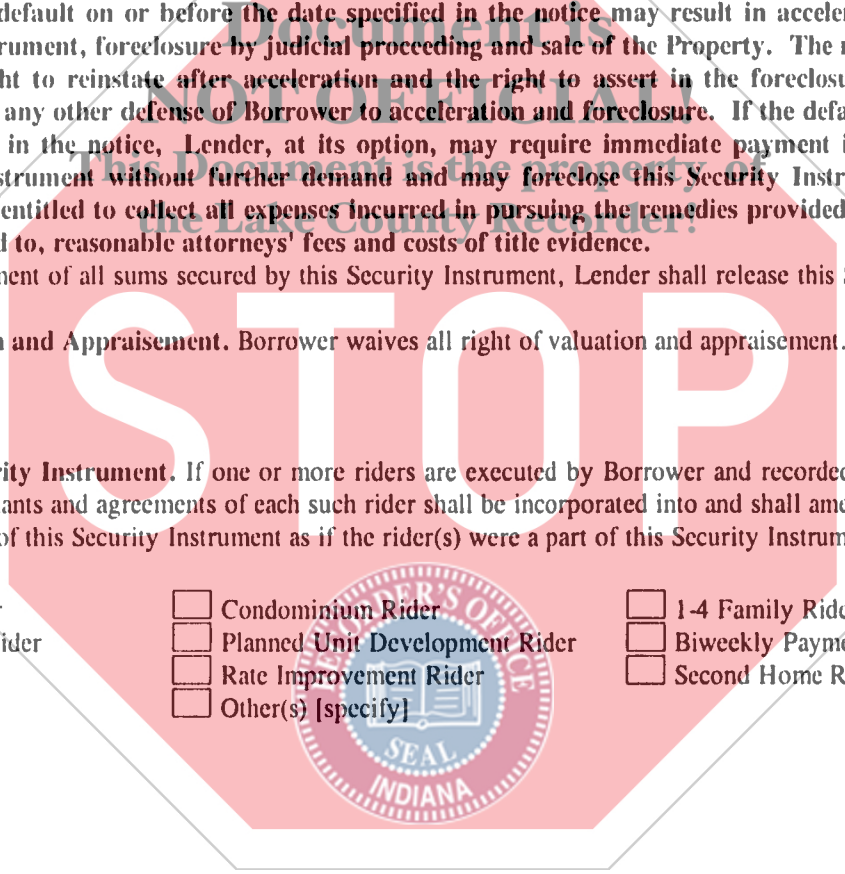 default on or before the date specified in the notice may result in acceler
trument, foreclosure by judicial proceeding and sale of the Property. The
ht to reinstate after acceleration and the right to assert in the foreclosu
any other defense of Borrower to acceleration and foreclosure. If the defa
in the notice, Lender, at its option, may require immediate payment i
strument without further demand and may foreclose this Security Instr
entitled to collect all expenses incurred in pursuing the remedies provided
to, reasonable attorneys' fees and costs of title evidence.
ment of all sums secured by this Security Instrument, Lender shall release this
and Appraisement. Borrower waives all right of valuation and appraisement.
rity Instrument. If one or more riders are executed by Borrower and recorded
ants and agreements of each such rider shall be incorporated into and shall ame
of this Security Instrument as if the rider(s) were a part of this Security Instrum
Condominium Rider
1-4 Family Ride
ider
Planned Unit Development Rider
Biweekly Payme
Rate Improvement Rider
Second Home R
Other(s) [specify]
Document is
NOT OFFICIAL!
This Document is the property of
the Lake County Recorder!
STOP
RECORDER'S OFFICE
SEAL
INDIANA